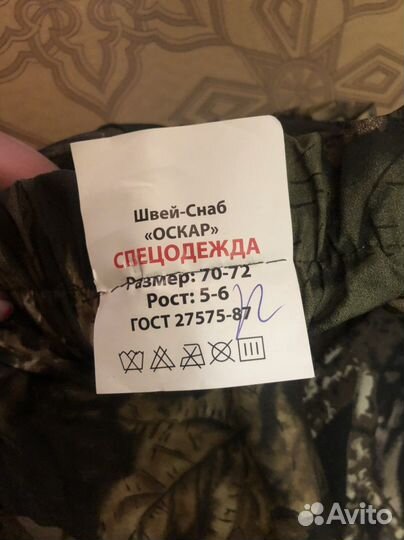 Швей-Снаб
«ОСКАР»
СПЕЦОДЕЖДА
Размер: 70-72
Рост: 5-6
ГОСТ 27575-87
Avito